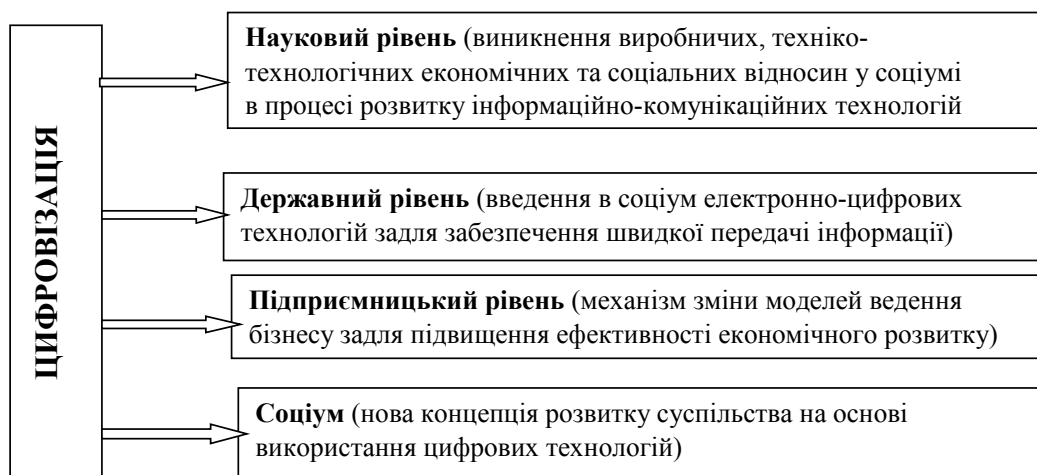 ЦИФРОВІЗАЦІЯ
Науковий рівень (виникнення виробничих, техніко-
технологічних економічних та соціальних відносин у соціумі
в процесі розвитку інформаційно-комунікаційних технологій
Державний рівень (введення в соціум електронно-цифрових
технологій задля забезпечення швидкої передачі інформації)
Підприємницький рівень (механізм зміни моделей ведення
бізнесу задля підвищення ефективності економічного розвитку)
Соціум (нова концепція розвитку суспільства на основі
використання цифрових технологій)